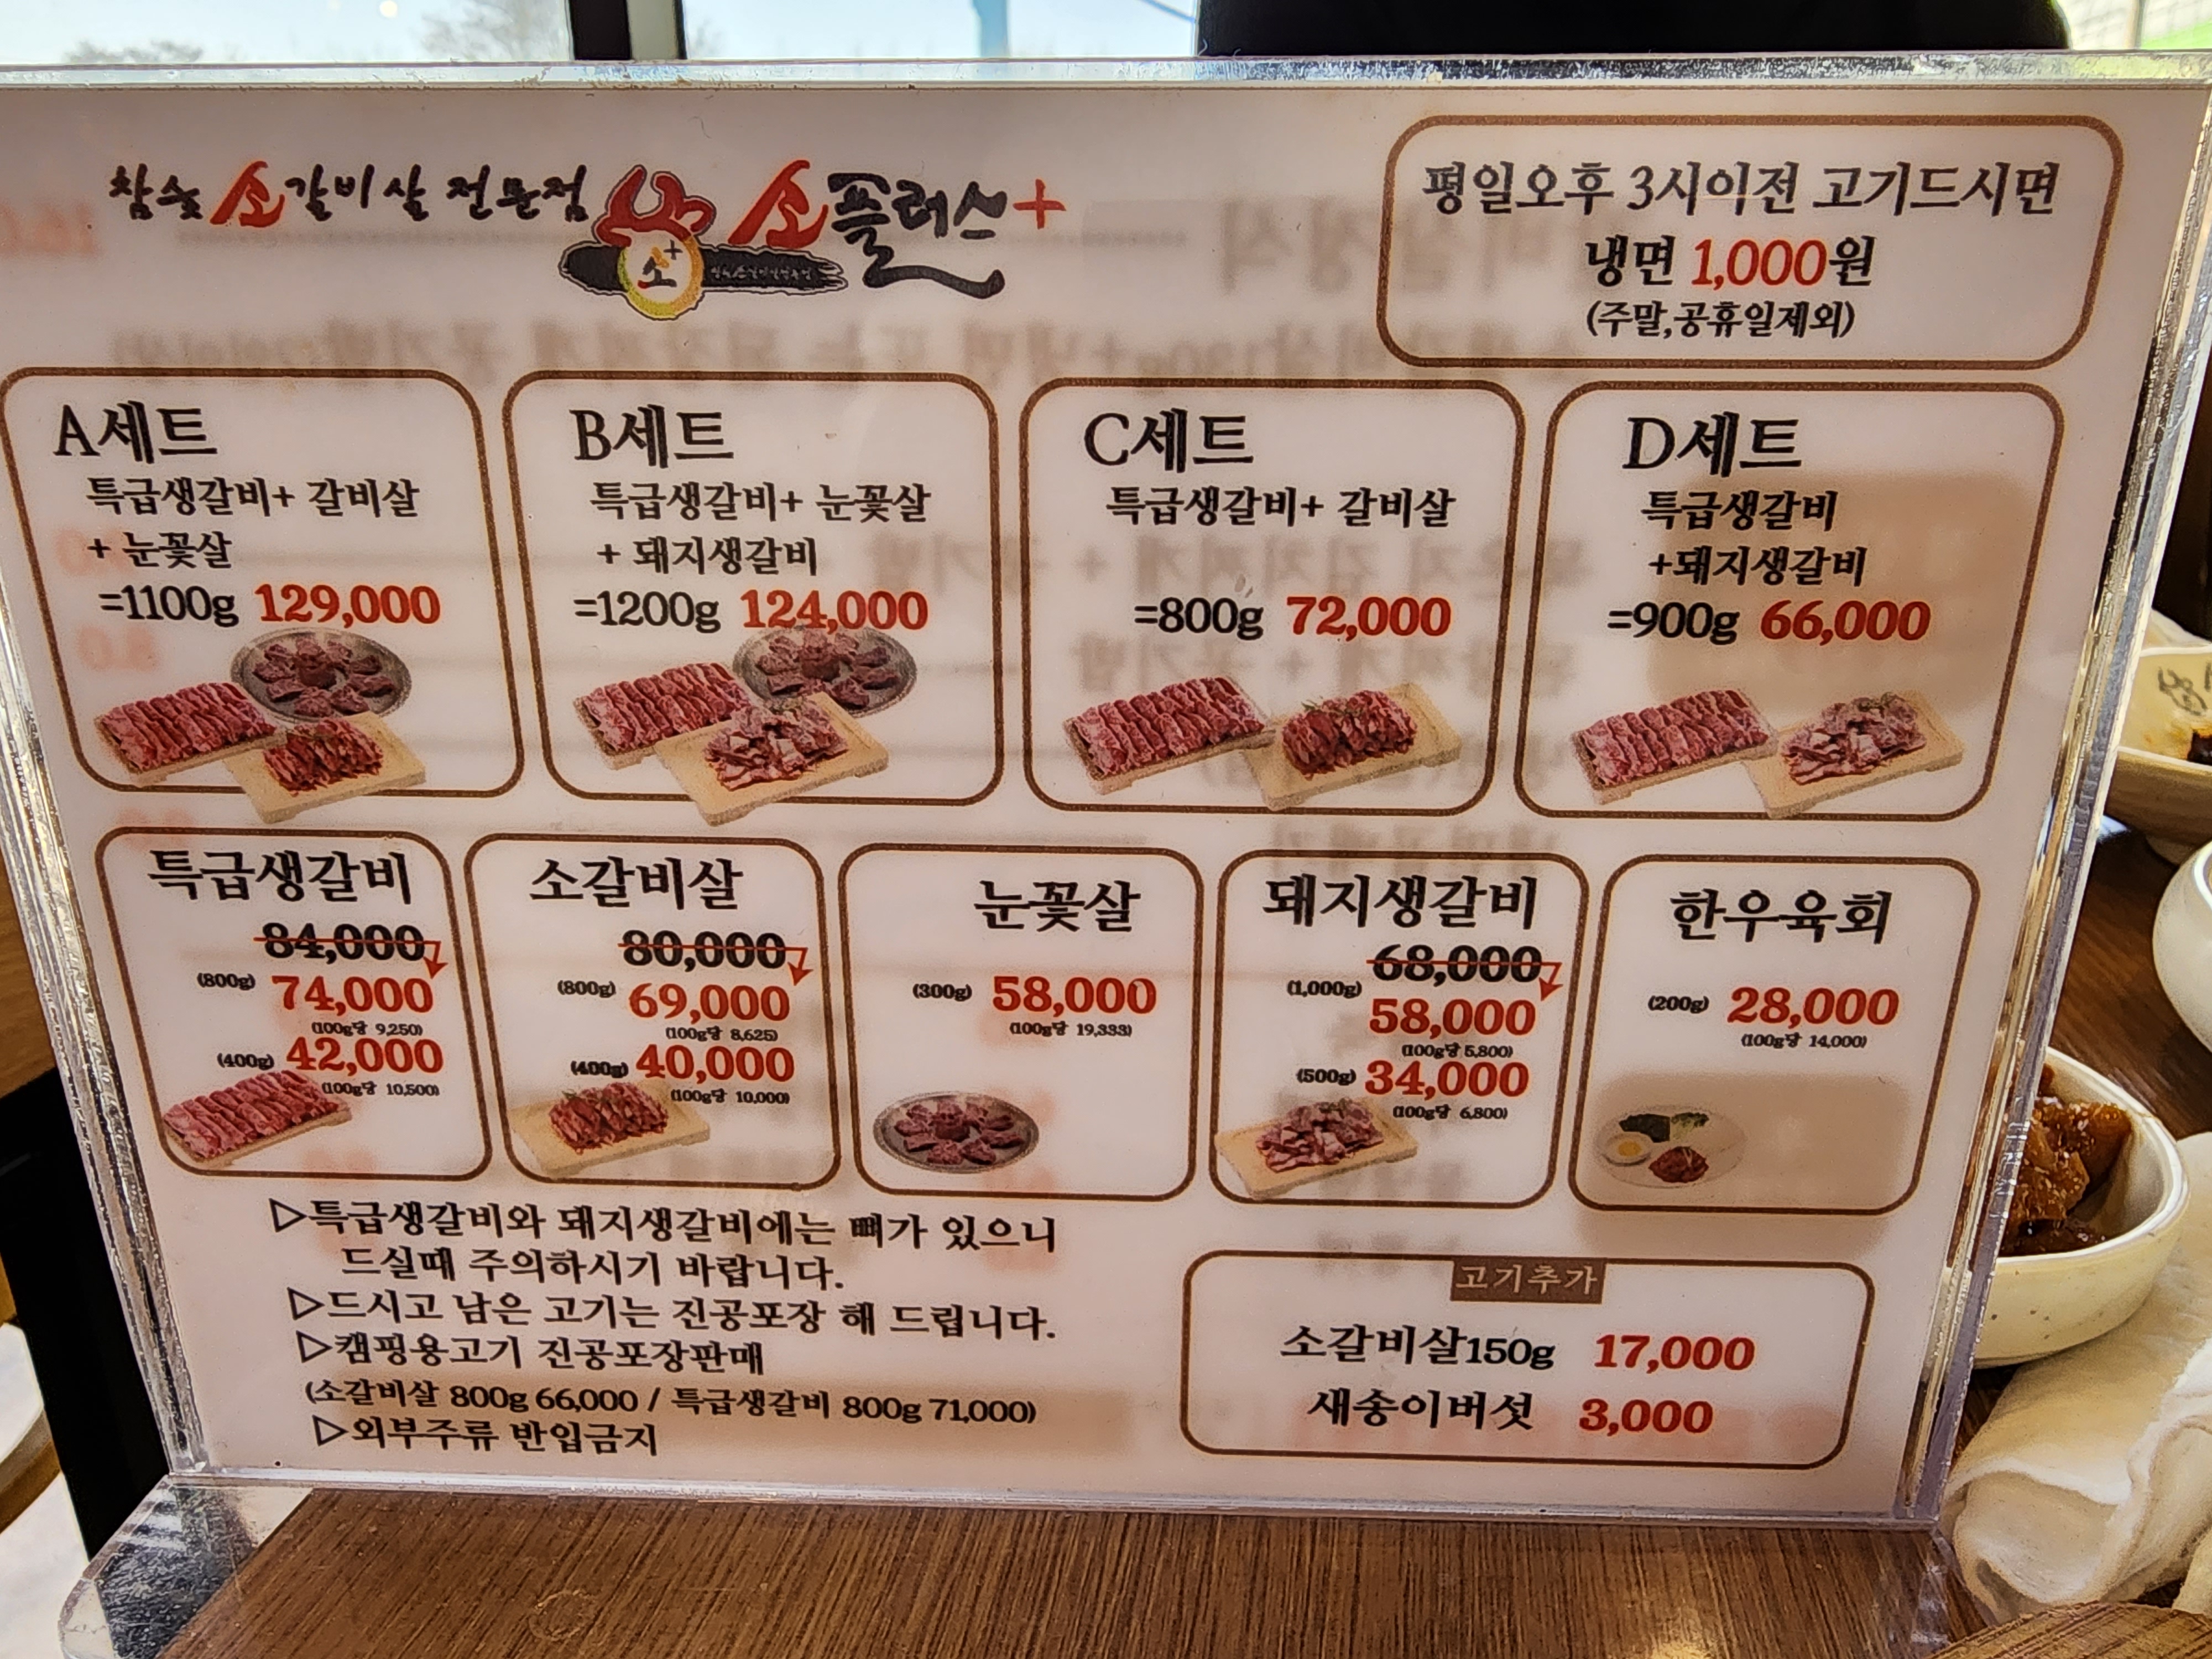 참숯 소갈비살 전문점 소플러스+
소+
평일오후 3시이전 고기드시면
냉면 1,000원
(주말,공휴일제외)
A세트
특급생갈비+ 갈비살
+ 눈꽃살
=1100g 129,000
B세트
특급생갈비+ 눈꽃살
+ 돼지생갈비
=1200g 124,000
C세트
특급생갈비+ 갈비살
=800g 72,000
D세트
특급생갈비
+돼지생갈비
=900g 66,000
특급생갈비
84,000
(800g) 74,000
(100g당 9,250)
(400g) 42,000
(100g당 10,500)
소갈비살
80,000
(800g) 69,000
(100g당 8,625)
(400g) 40,000
(100g당 10,000)
눈꽃살
(300g) 58,000
(100g당 19,333)
돼지생갈비
68,000
(1,000g)
58,000
(100g당 5,800)
(500g) 34,000
(100g당 6,800)
한우육회
(200g) 28,000
(100g당 14,000)
▷특급생갈비와 돼지생갈비에는 뼈가 있으니
드실때 주의하시기 바랍니다.
▷드시고 남은 고기는 진공포장 해 드립니다.
▷캠핑용고기 진공포장판매
(소갈비살 800g 66,000 / 특급생갈비 800g 71,000)
▷외부주류 반입금지
고기추가
소갈비살150g 17,000
새송이버섯 3,000